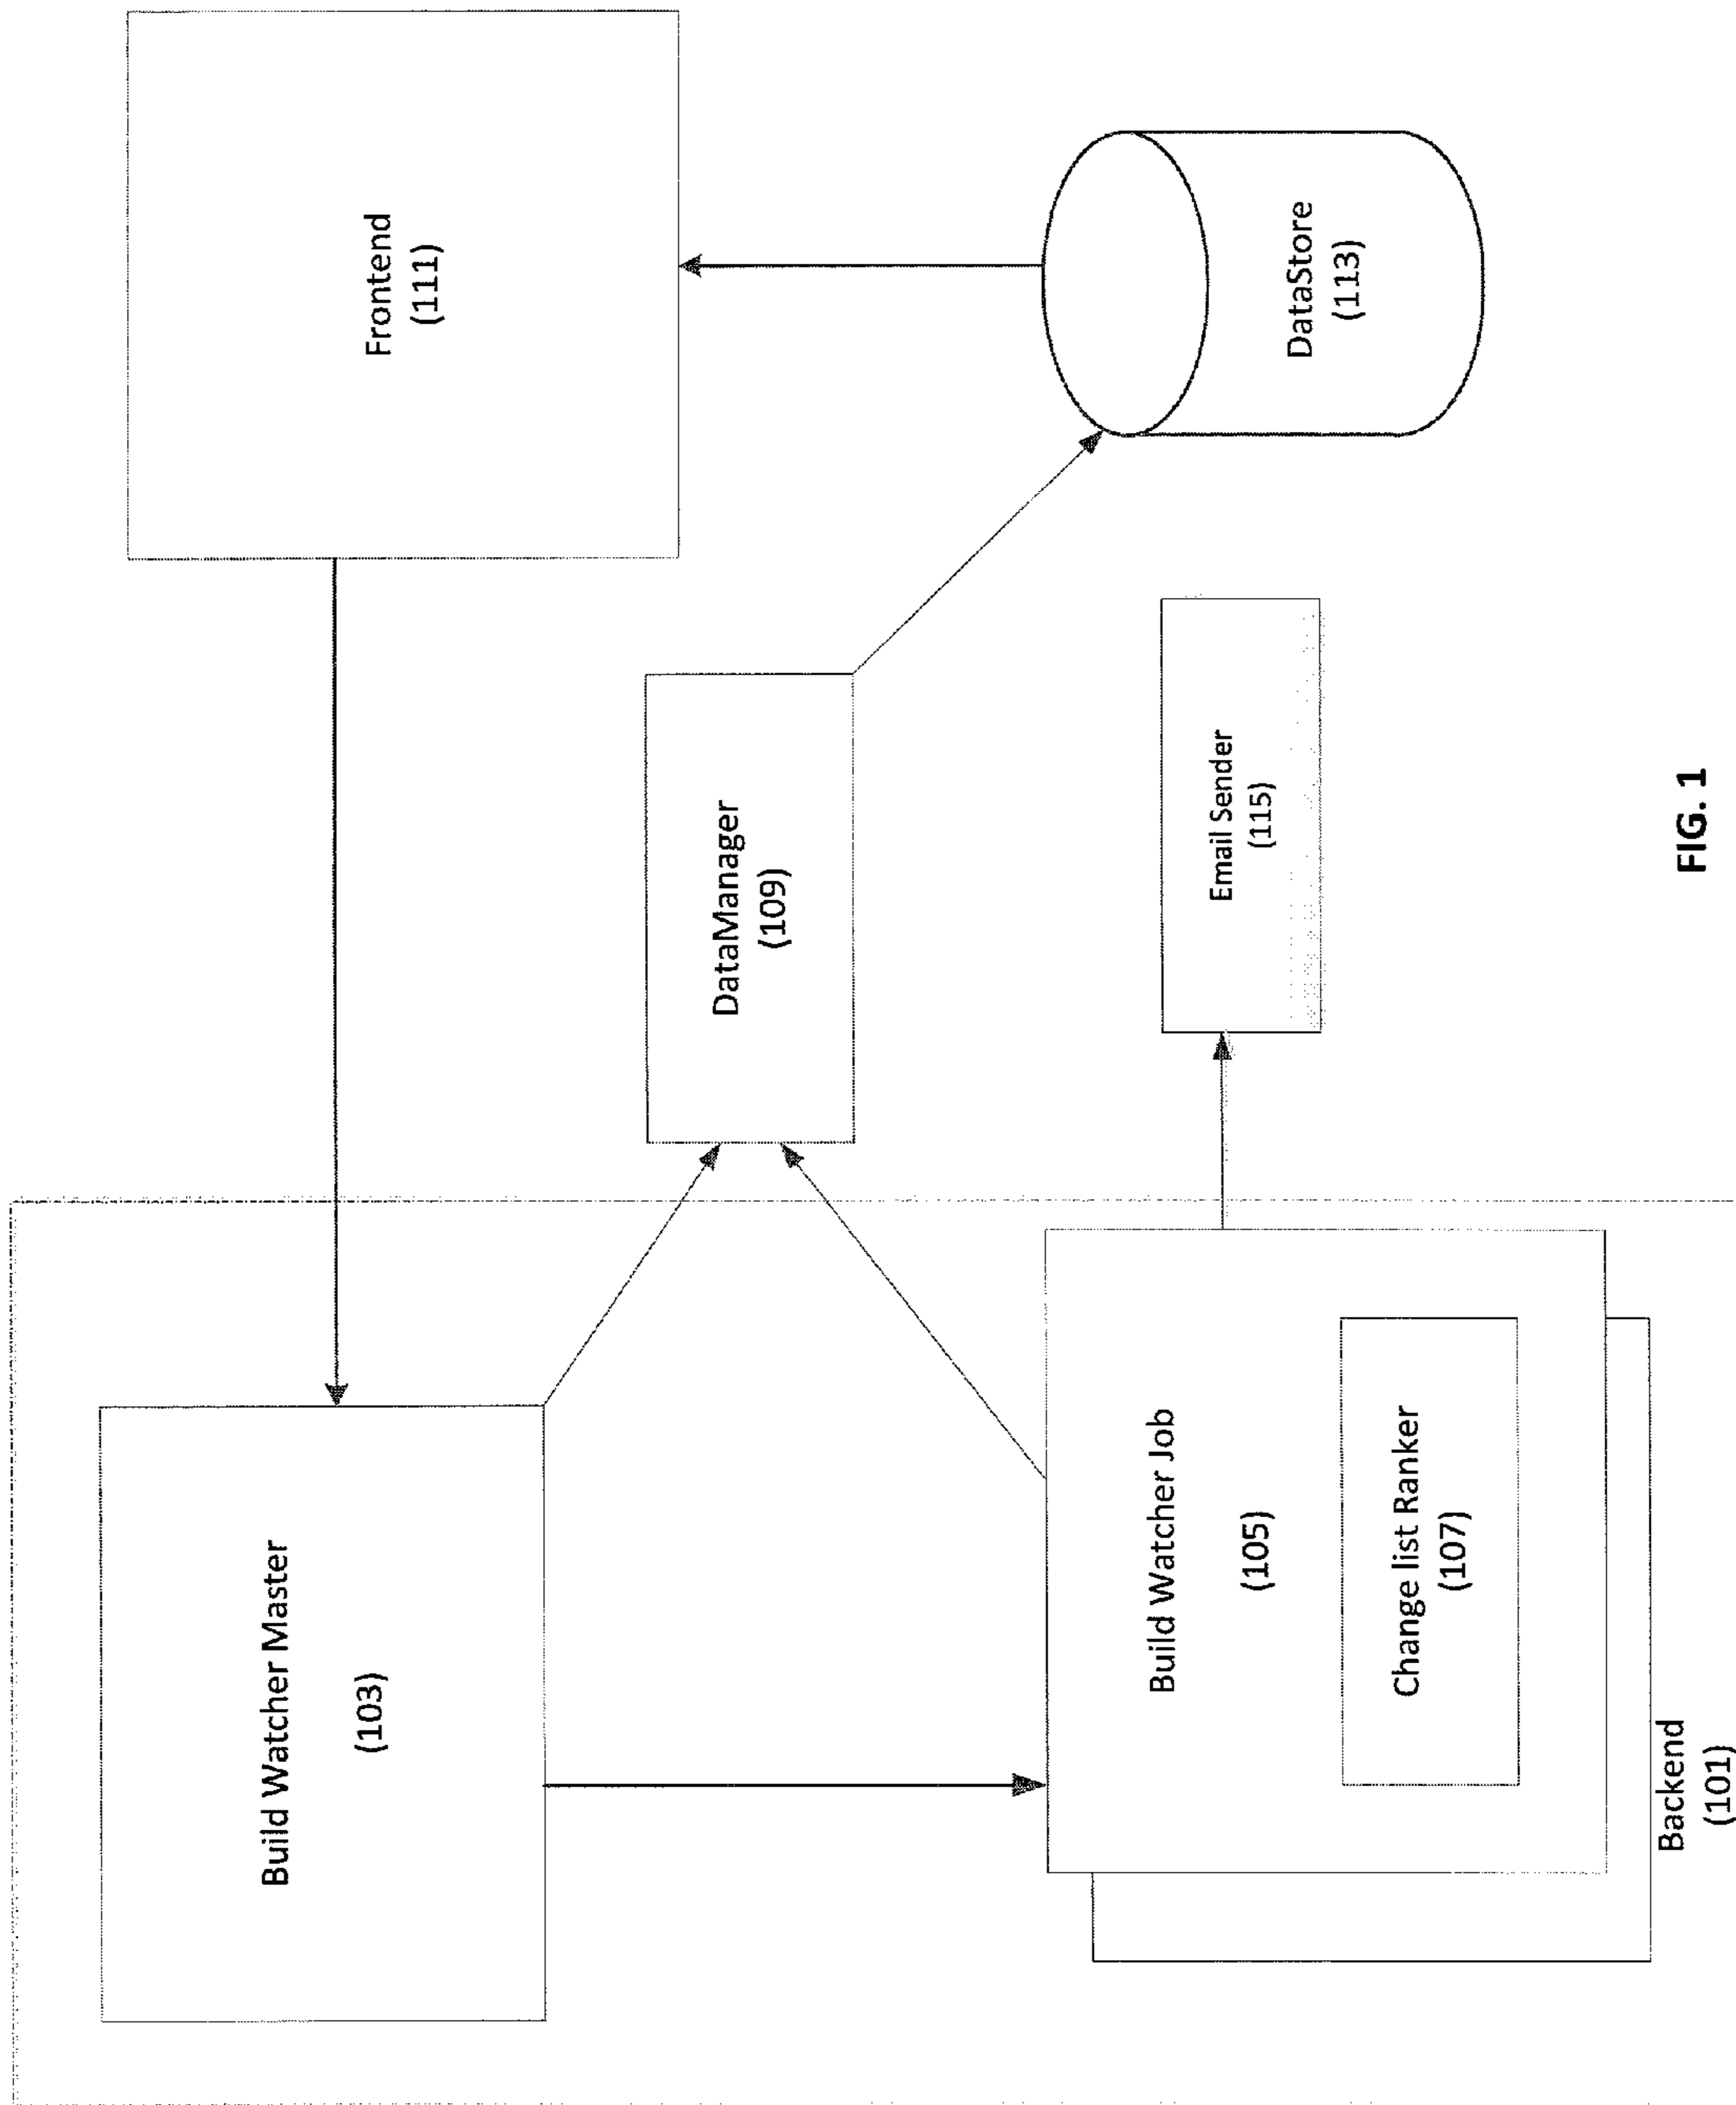 Build Watcher Master
(103)
Frontend
(111)
DataManager
(109)
Build Watcher Job
(105)
Change list Ranker
(107)
Email Sender
(115)
DataStore
(113)
Backend
(101)
FIG. 1